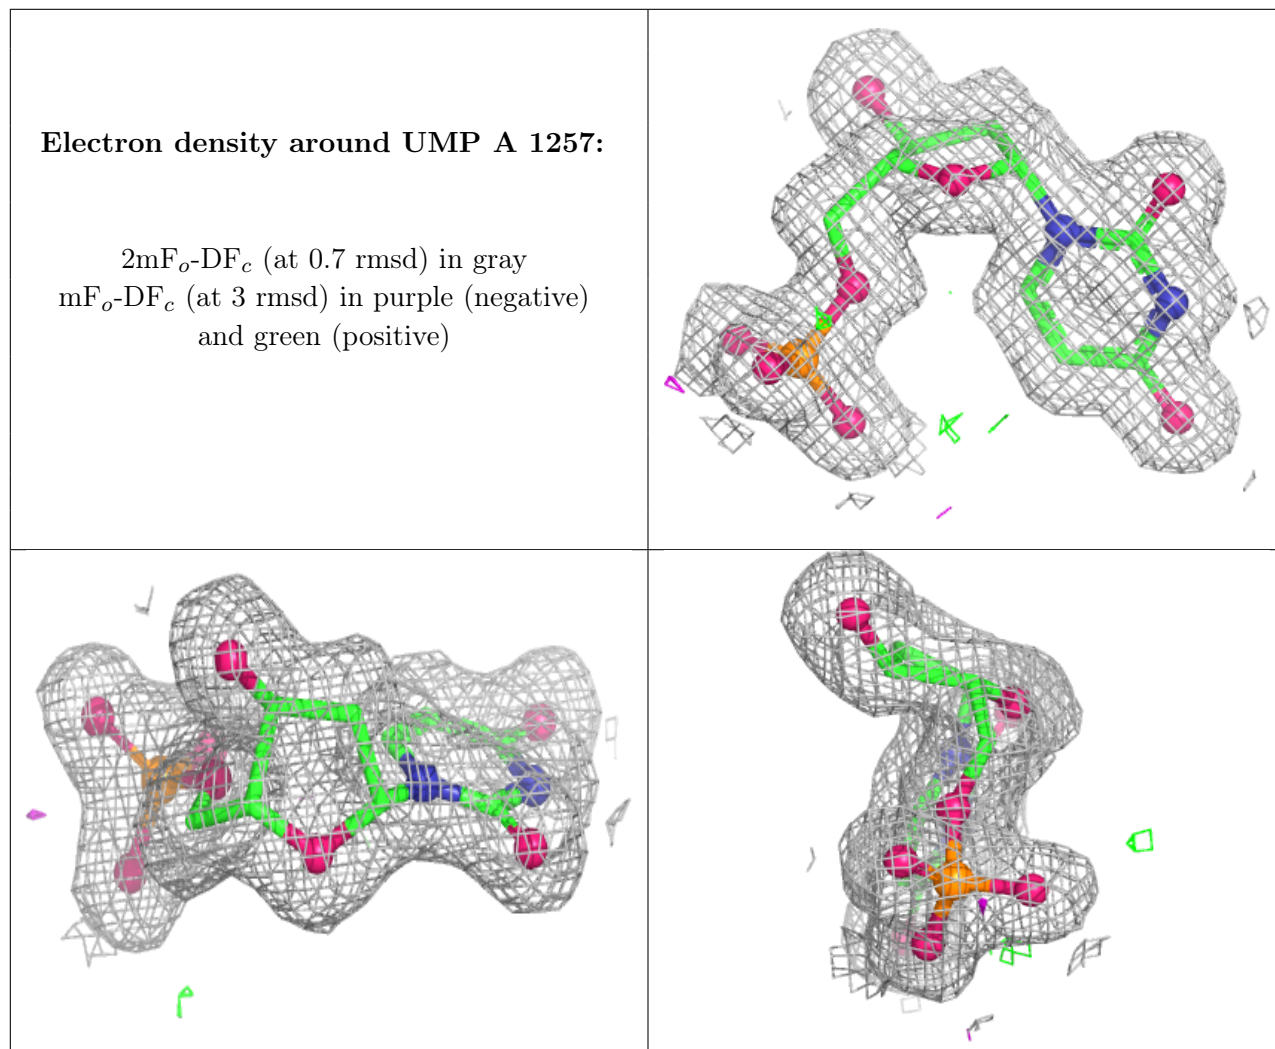 Electron density around UMP A 1257:
2mFo-DFc (at 0.7 rmsd) in gray
mFo-DFc (at 3 rmsd) in purple (negative)
and green (positive)